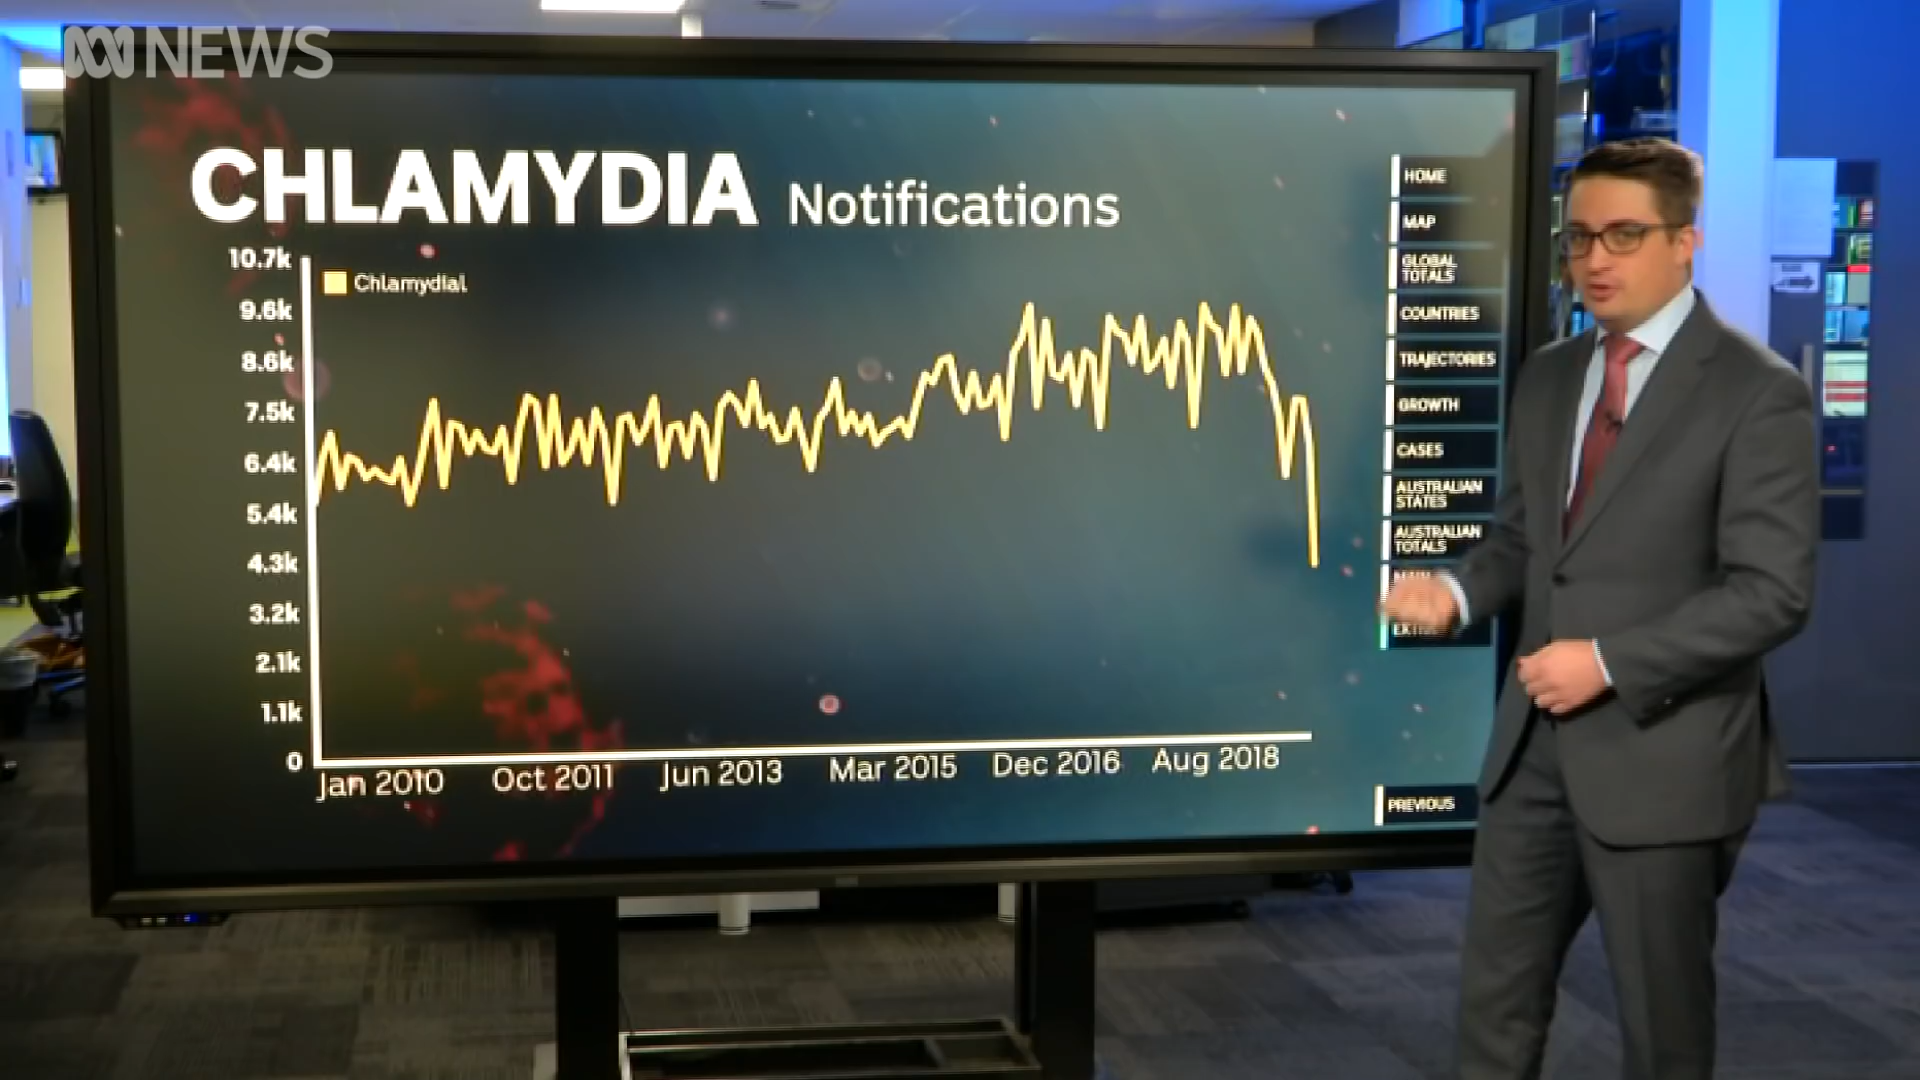 NEWS
CHLAMYDIA Notifications
10.7k
9.6k
8.6k
7.5k
6.4k
5.4k
4.3k
3.2k
2.1k
1.1k
0
Chlamydial
Jan 2010
Oct 2011
Jun 2013
Mar 2015
Dec 2016
Aug 2018
HOME
MAP
GLOBAL
TOTALS
COUNTRIES
TRAJECTORIES
GROWTH
CASES
AUSTRALIAN
STATES
AUSTRALIAN
TOTALS
PREVIOUS